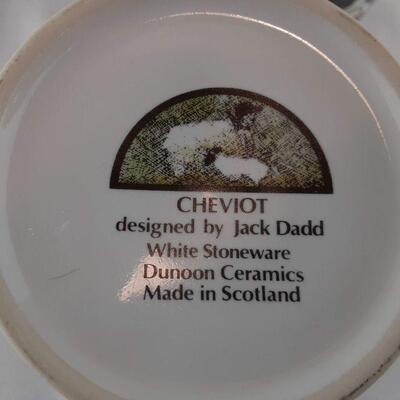 CHEVIOT
designed by Jack Dadd
White Stoneware
Dunoon Ceramics
Made in Scotland